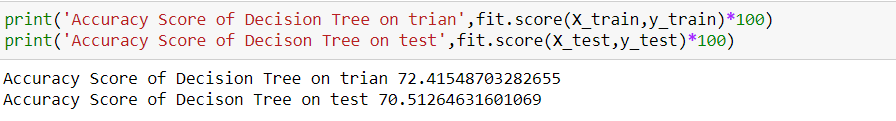 print('Accuracy Score of Decision Tree on trian',fit.score(X_train,y_train)*100)
print('Accuracy Score of Decison Tree on test',fit.score(X_test,y_test)*100)
Accuracy Score of Decision Tree on trian 72.41548703282655
Accuracy Score of Decison Tree on test 70.51264631601069